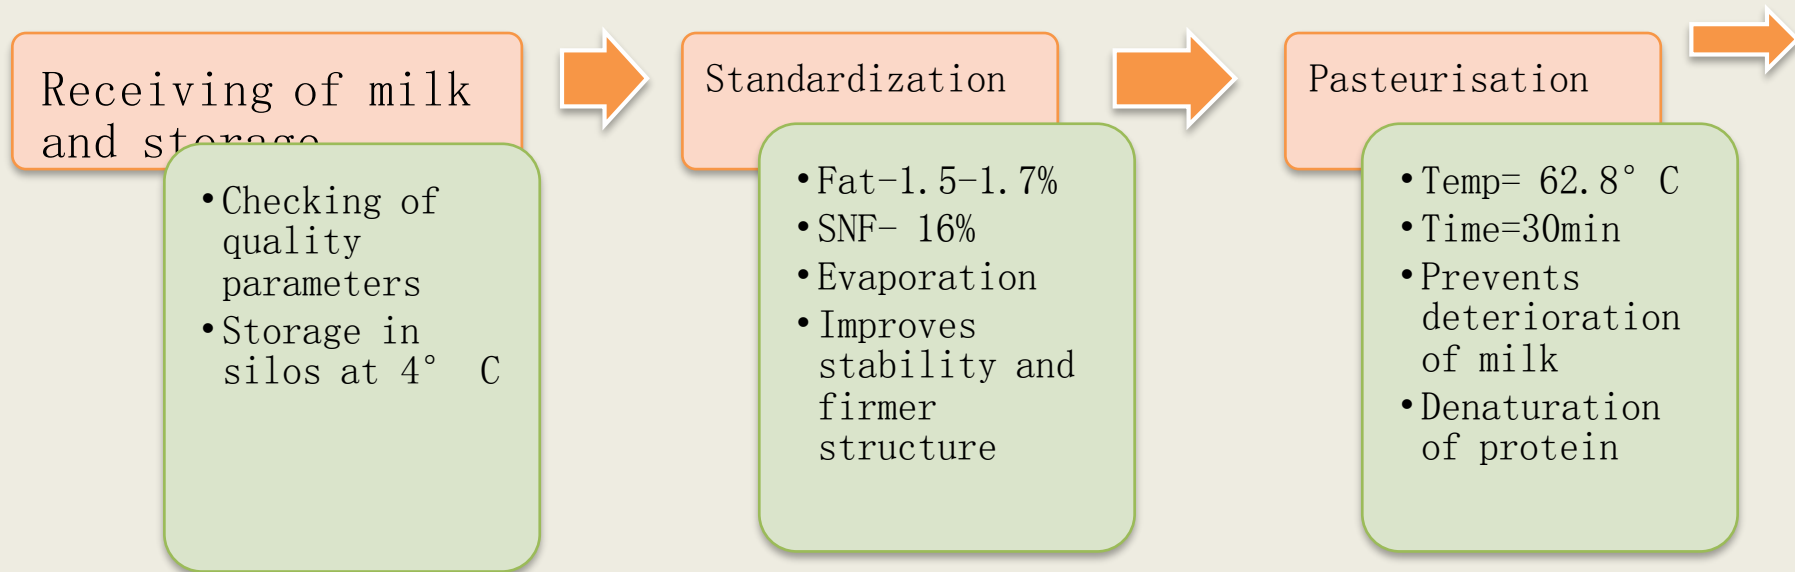 Receiving of milk
and storage
• Checking of
quality
parameters
• Storage in
silos at 4° C
Standardization
• Fat-1.5-1.7%
• SNF- 16%
• Evaporation
• Improves
stability and
firmer
structure
Pasteurisation
• Temp= 62.8° C
• Time=30min
• Prevents
deterioration
of milk
• Denaturation
of protein